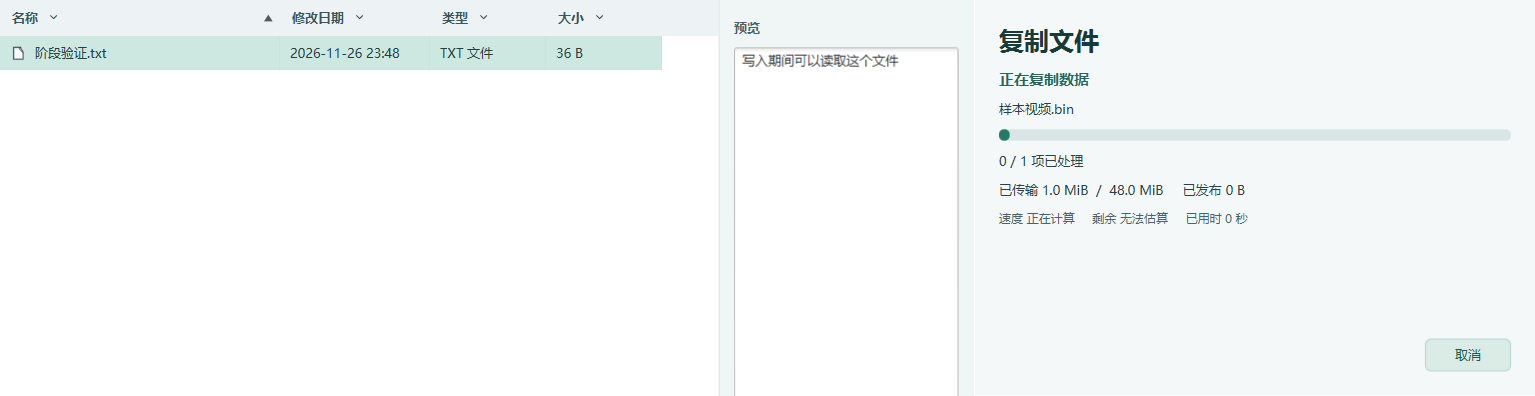 名称 修改日期 类型 大小
阶段验证.txt 2026-11-26 23:48 TXT 文件 36 B
预览
写入期间可以读取这个文件
复制文件
正在复制数据
样本视频.bin
0 / 1 项已处理
已传输 1.0 MiB / 48.0 MiB 已发布 0 B
速度 正在计算 剩余 无法估算 已用时 0 秒
取消